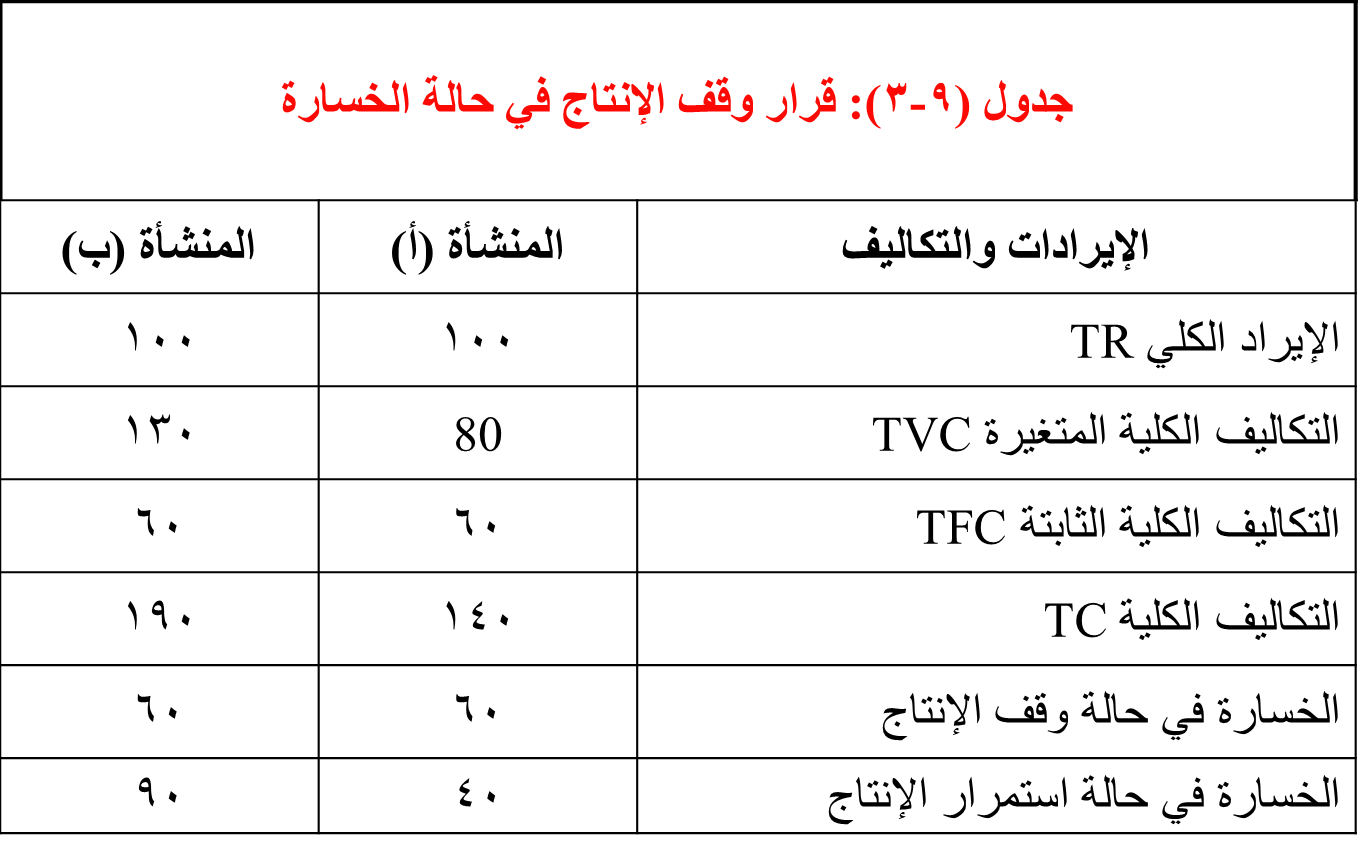 جدول (٩-٣): قرار وقف الإنتاج في حالة الخسارة
الإيرادات والتكاليف المنشأة (أ) المنشأة (ب)
الإيراد الكلي TR ١٠٠ ١٠٠
التكاليف الكلية المتغيرة TVC 80 ١٣٠
التكاليف الكلية الثابتة TFC ٦٠ ٦٠
التكاليف الكلية TC ١٤٠ ١٩٠
الخسارة في حالة وقف الإنتاج ٦٠ ٦٠
الخسارة في حالة استمرار الإنتاج ٤٠ ٩٠